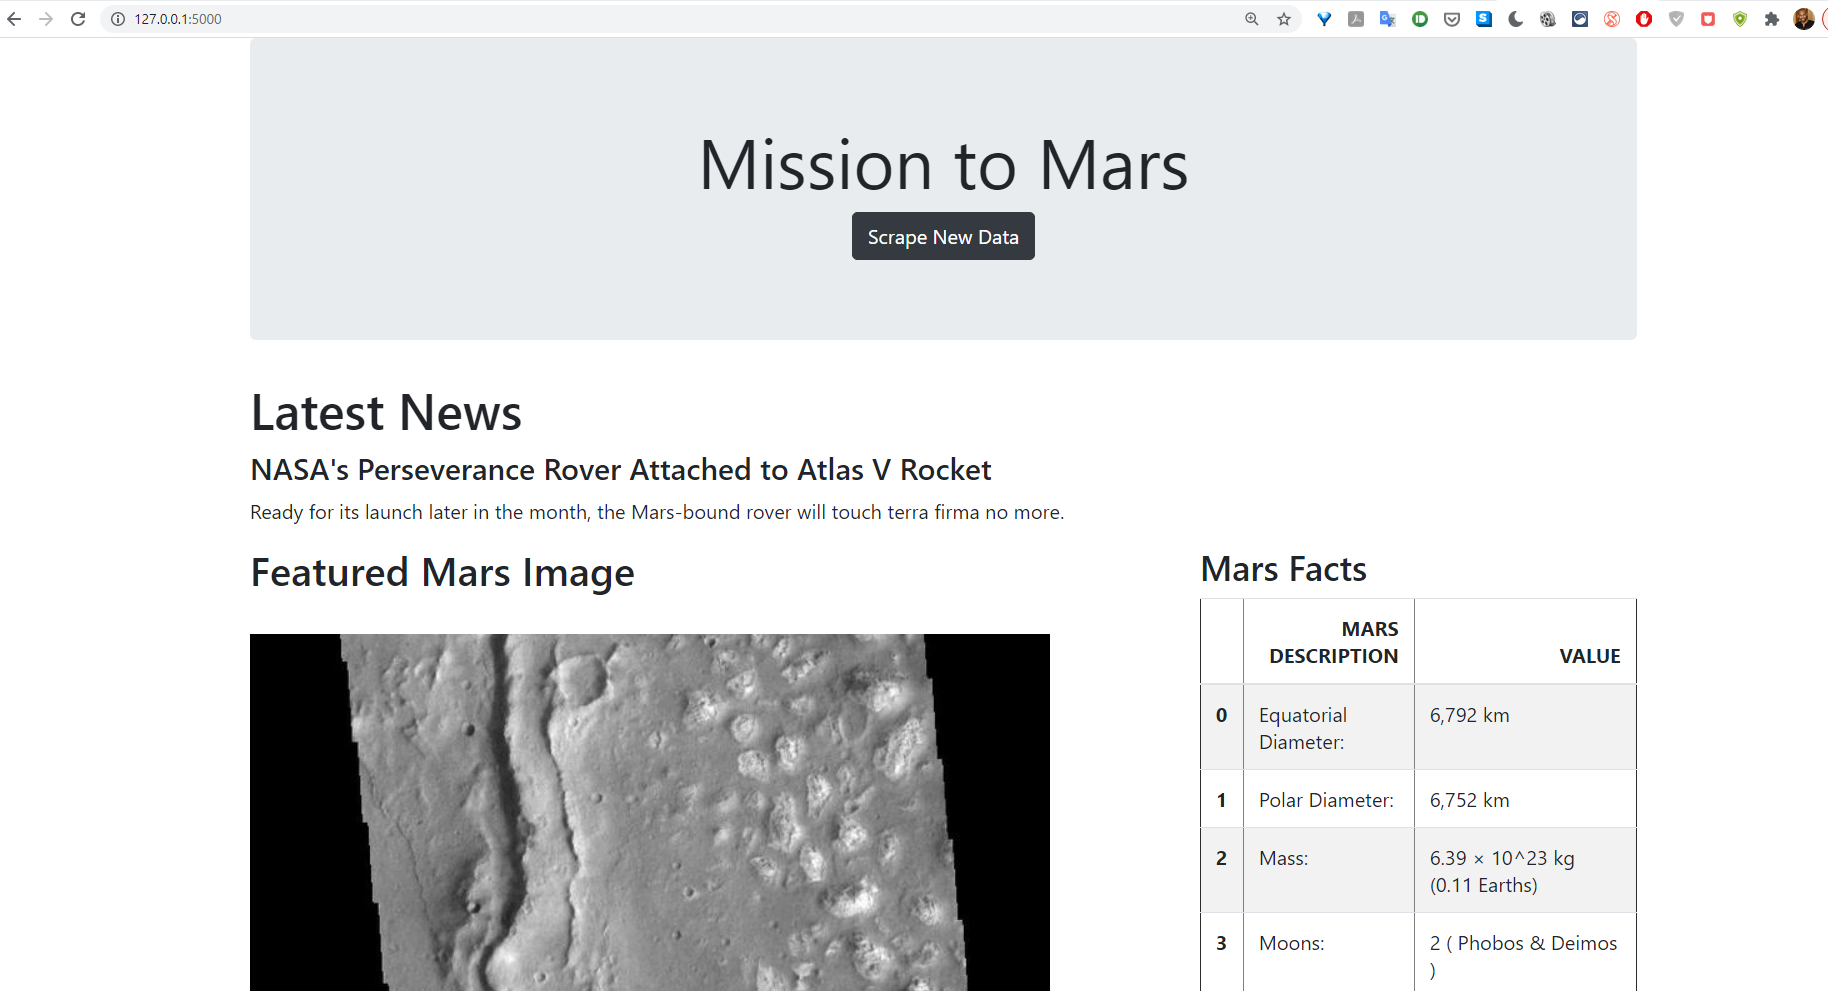 127.0.0.1:5000
Mission to Mars
Scrape New Data
Latest News
NASA's Perseverance Rover Attached to Atlas V Rocket
Ready for its launch later in the month, the Mars-bound rover will touch terra firma no more.
Featured Mars Image
Mars Facts
MARS
DESCRIPTION VALUE
0 Equatorial 6,792 km
Diameter:
1 Polar Diameter: 6,752 km
2 Mass: 6.39 × 10^23 kg
(0.11 Earths)
3 Moons: 2 ( Phobos & Deimos
)